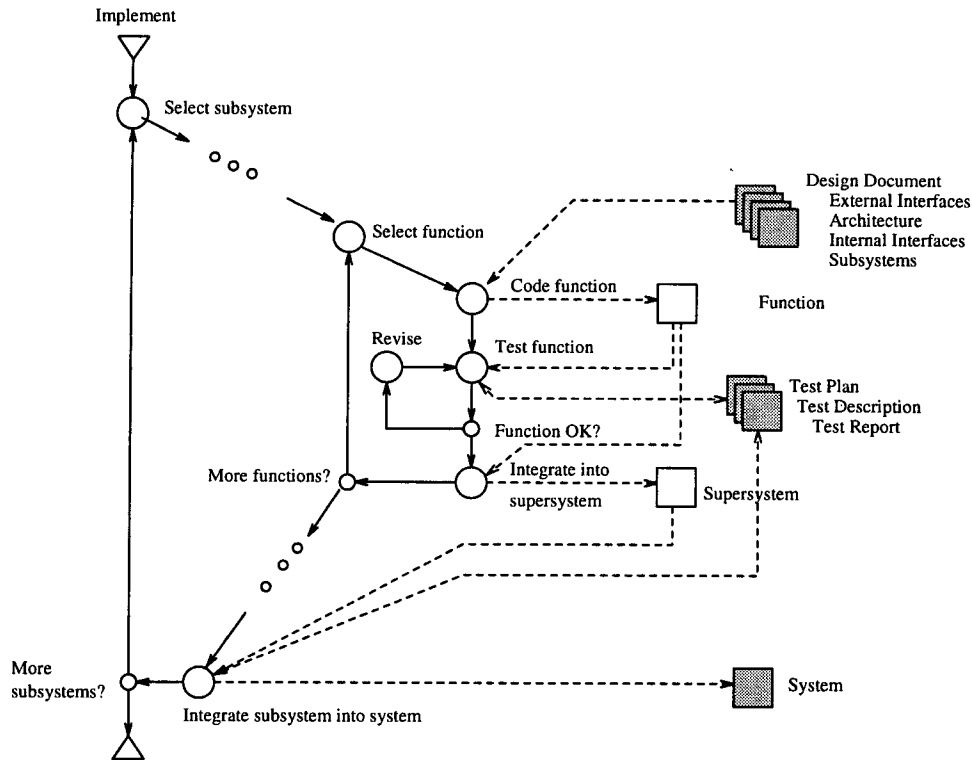 Implement
Select subsystem
Select function
Design Document
External Interfaces
Architecture
Internal Interfaces
Subsystems
Code function
Function
Revise
Test function
Test Plan
Test Description
Test Report
Function OK?
More functions?
Integrate into
supersystem
Supersystem
More
subsystems?
Integrate subsystem into system
System